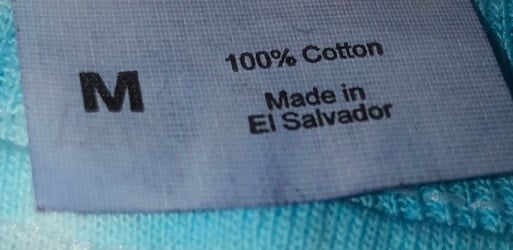 M
100% Cotton
Made in
El Salvador